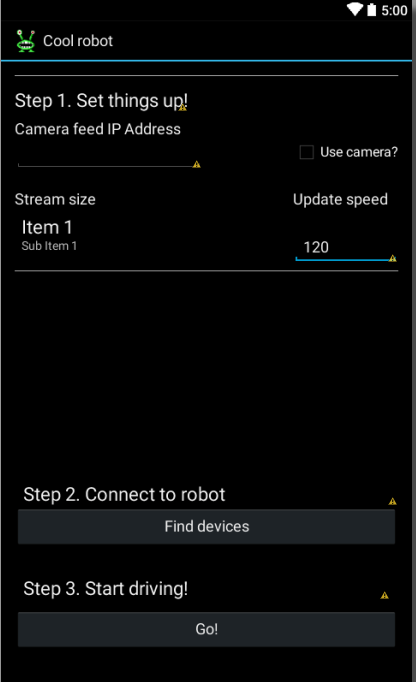 5:00
Cool robot
Step 1. Set things up!
Camera feed IP Address
Use camera?
Stream size
Update speed
Item 1
Sub Item 1
120
Step 2. Connect to robot
Find devices
Step 3. Start driving!
Go!